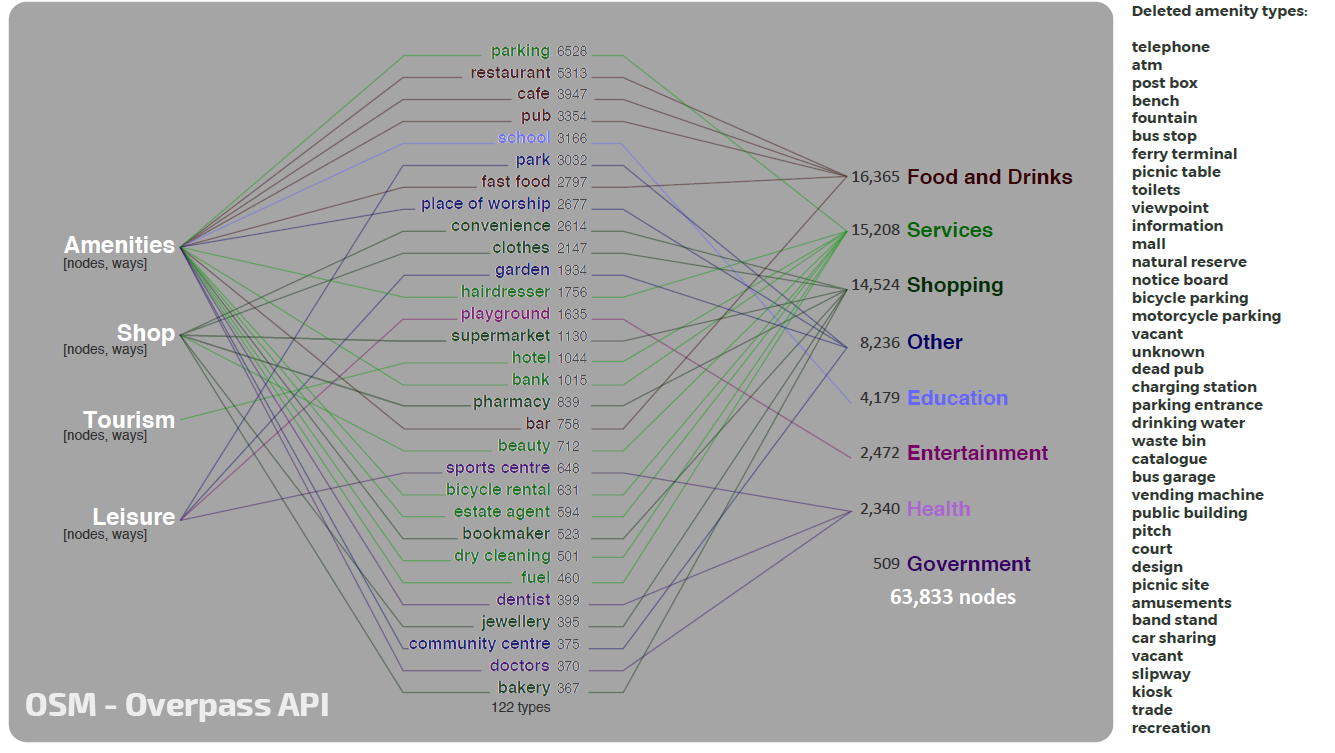 Amenities
[nodes, ways]
Shop
[nodes, ways]
Tourism
[nodes, ways]
Leisure
[nodes, ways]
parking 6528
restaurant 5313
cafe 3947
pub 3354
school 3166
park 3032
fast food 2797
place of worship 2677
convenience 2614
clothes 2147
garden 1934
hairdresser 1756
playground 1635
supermarket 1130
hotel 1044
bank 1015
pharmacy 839
bar 758
beauty 712
sports centre 648
bicycle rental 631
estate agent 594
bookmaker 523
dry cleaning 501
fuel 460
dentist 399
jewellery 395
community centre 375
doctors 370
bakery 367
122 types
16,365 Food and Drinks
15,208 Services
14,524 Shopping
8,236 Other
4,179 Education
2,472 Entertainment
2,340 Health
509 Government
63,833 nodes
OSM - Overpass API
Deleted amenity types:
telephone
atm
post box
bench
fountain
bus stop
ferry terminal
picnic table
toilets
viewpoint
information
mall
natural reserve
notice board
bicycle parking
motorcycle parking
vacant
unknown
dead pub
charging station
parking entrance
drinking water
waste bin
catalogue
bus garage
vending machine
public building
pitch
court
design
picnic site
amusements
band stand
car sharing
vacant
slipway
kiosk
trade
recreation